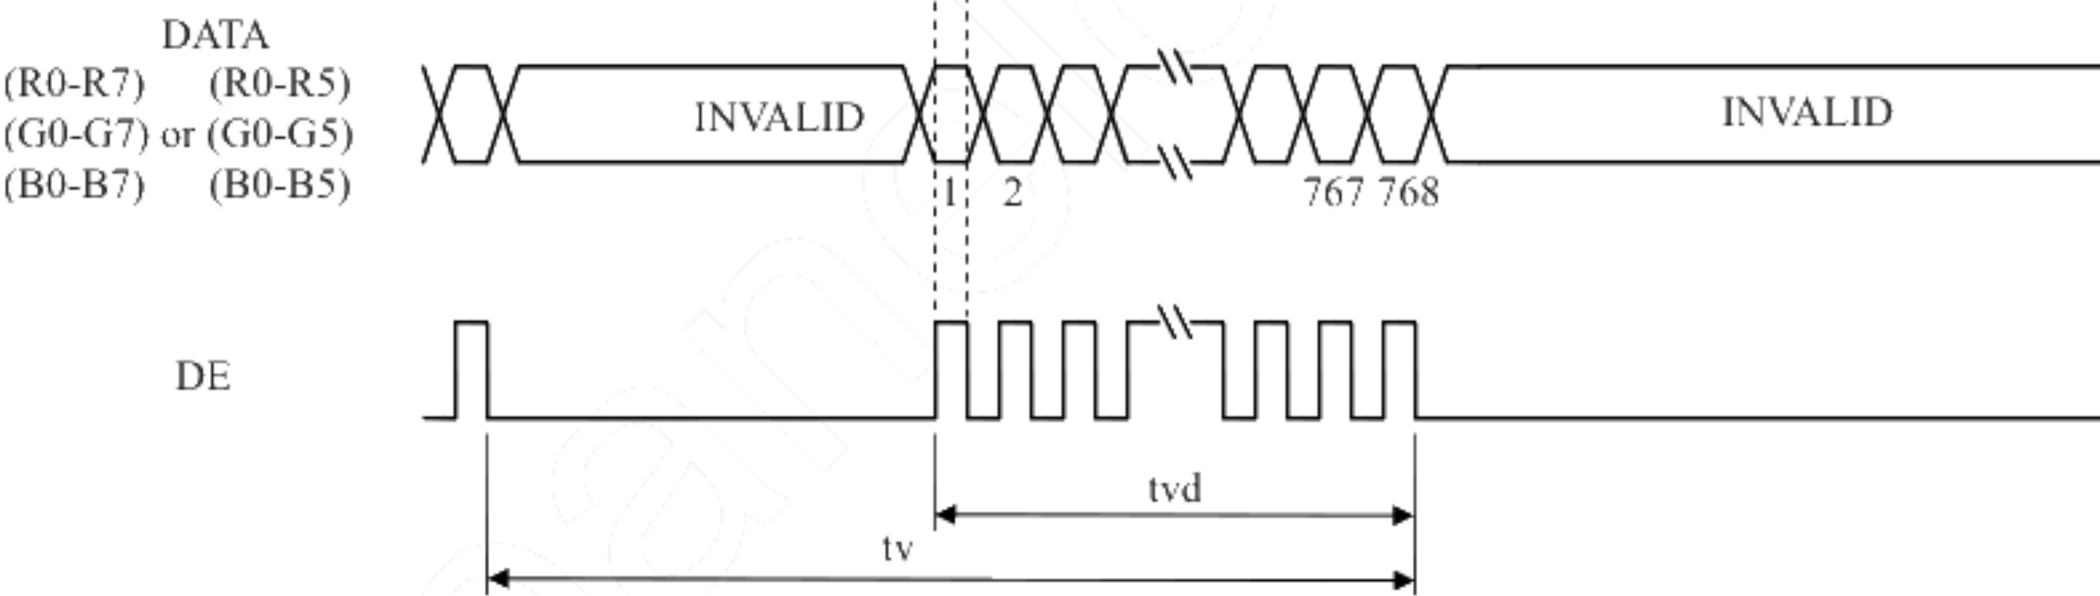 DATA
(R0-R7) (R0-R5)
(G0-G7) or (G0-G5)
(B0-B7) (B0-B5)
INVALID
INVALID
1 2 767 768
DE
tvd
tv